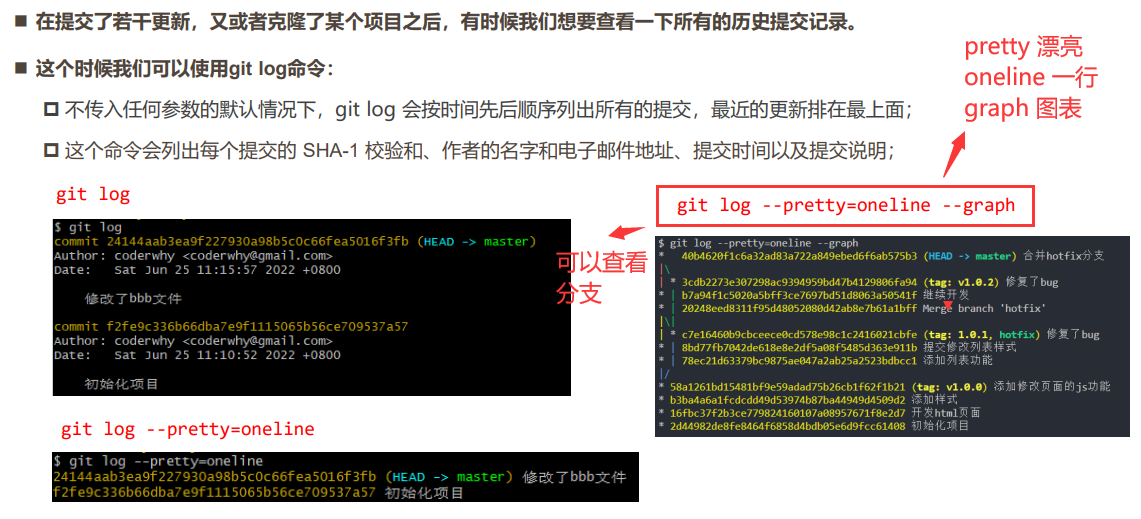 ■ 在提交了若干更新，又或者克隆了某个项目之后，有时候我们想要查看一下所有的历史提交记录。
■ 这个时候我们可以使用git log命令：
不传入任何参数的默认情况下，git log 会按时间先后顺序列出所有的提交，最近的更新排在最上面；
这个命令会列出每个提交的 SHA-1 校验和、作者的名字和电子邮件地址、提交时间以及提交说明；
pretty 漂亮
oneline 一行
graph 图表
git log
$ git log
commit 24144aab3ea9f227930a98b5c0c66fea5016f3fb (HEAD -> master)
Author: coderwhy <coderwhy@gmail.com>
Date:   Sat Jun 25 11:15:57 2022 +0800
修改了bbb文件
commit f2fe9c336b66dba7e9f1115065b56ce709537a57
Author: coderwhy <coderwhy@gmail.com>
Date:   Sat Jun 25 11:10:52 2022 +0800
初始化项目
git log --pretty=oneline
$ git log --pretty=oneline
24144aab3ea9f227930a98b5c0c66fea5016f3fb (HEAD -> master) 修改了bbb文件
f2fe9c336b66dba7e9f1115065b56ce709537a57 初始化项目
可以查看
分支
git log --pretty=oneline --graph
$ git log --pretty=oneline --graph
*   40b4620f1c6a32ad83a722a849ebed6f6ab575b3 (HEAD -> master) 合并hotfix分支
|\
| * 3cdb2273e307298ac9394959bd47b4129806fa94 (tag: v1.0.2) 修复了bug
* | b7a94f1c5020a5bff3ce7697bd51d8063a50541f 继续开发
* | 20248eed8311f95d48052080d42ab8e7b61a1bff Merge branch 'hotfix'
|\|
| * c7e16460b9cbceece0cd578e98c1c2416021cbfe (tag: 1.0.1, hotfix) 修复了bug
* | 8bd77fb7042de618e8e2df5a08f5485d363e911b 提交修改列表样式
* | 78ec21d63379bc9875ae047a2ab25a2523bdbcc1 添加列表功能
|/
* 58a1261bd15481bf9e59adad75b26cb1f62f1b21 (tag: v1.0.0) 添加修改页面的js功能
* b3ba4a6a1fcdcdd49d53974b87ba44949d4509d2 添加样式
* 16fbc37f2b3ce779824160107a08957671f8e2d7 开发html页面
* 2d44982de8fe8464f6858d4bdb05e6d9fcc61408 初始化项目